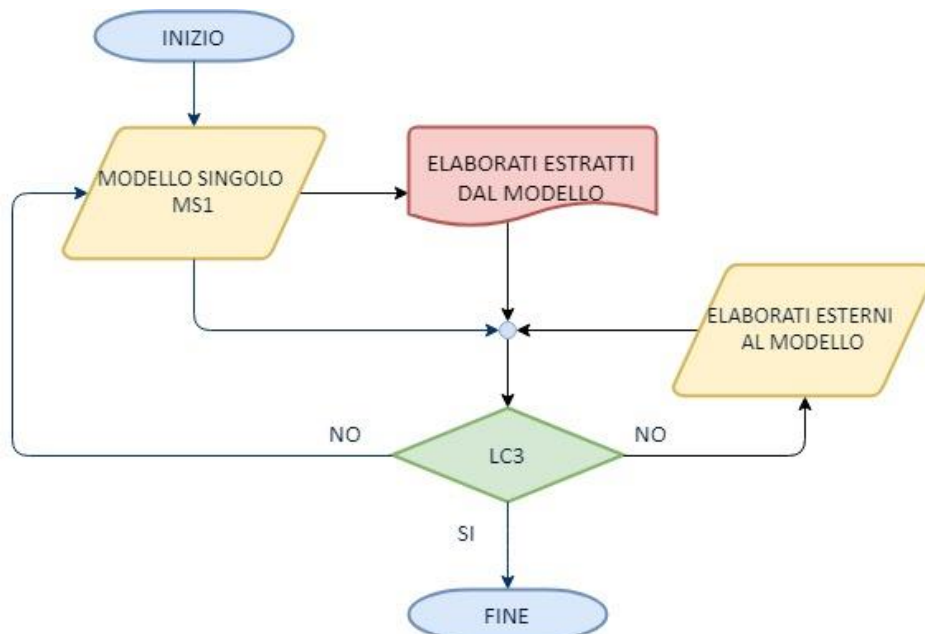 INIZIO
MODELLO SINGOLO
MS1
ELABORATI ESTRATTI
DAL MODELLO
ELABORATI ESTERNI
AL MODELLO
NO
LC3
NO
SI
FINE